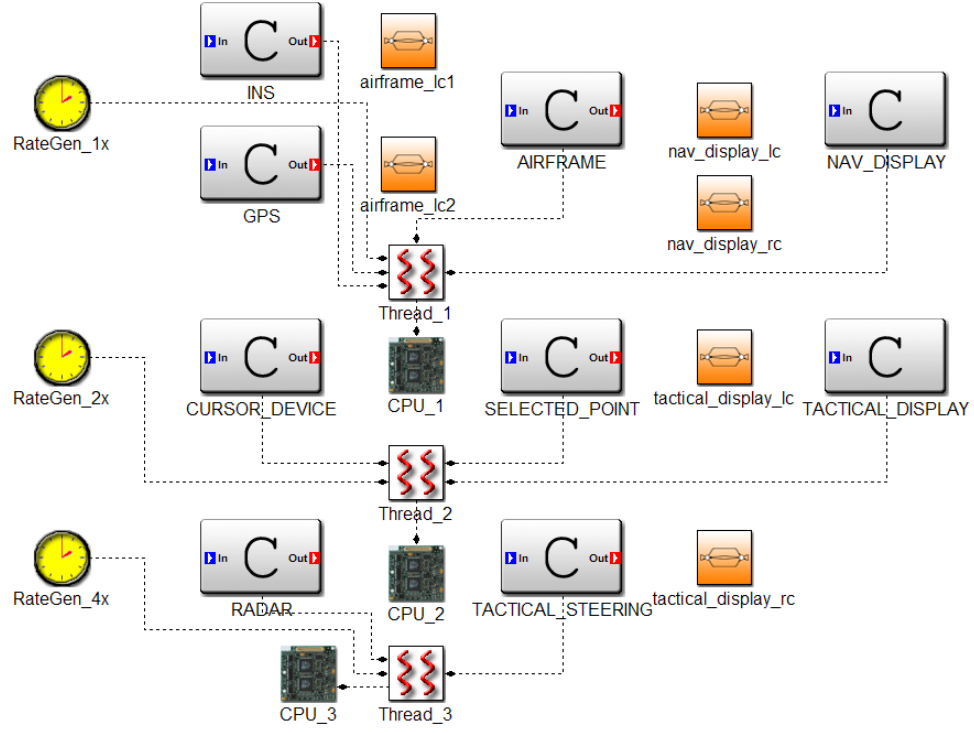 C
In
Out
INS
airframe_lc1
RateGen_1x
C
In
Out
AIRFRAME
nav_display_lc
C
In
NAV_DISPLAY
C
In
Out
GPS
airframe_lc2
nav_display_rc
Thread_1
RateGen_2x
C
In
Out
CURSOR_DEVICE
CPU_1
C
In
Out
SELECTED_POINT
tactical_display_lc
C
In
TACTICAL_DISPLAY
Thread_2
RateGen_4x
C
In
Out
RADAR
CPU_2
C
In
Out
TACTICAL_STEERING
tactical_display_rc
CPU_3
Thread_3